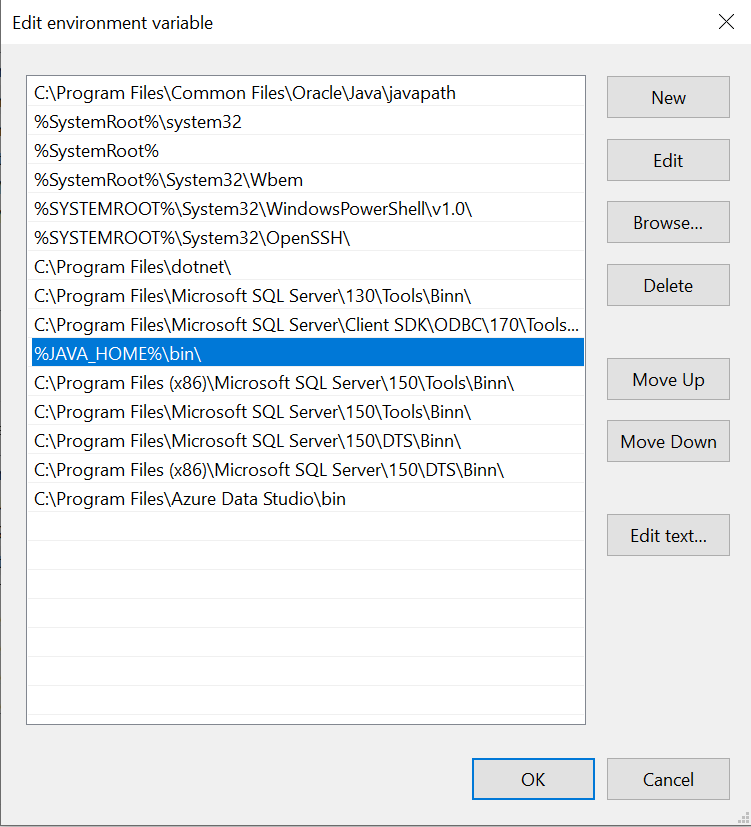 Edit environment variable
C:\Program Files\Common Files\Oracle\Java\javapath
%SystemRoot%\system32
%SystemRoot%
%SystemRoot%\System32\Wbem
%SYSTEMROOT%\System32\WindowsPowerShell\v1.0\
%SYSTEMROOT%\System32\OpenSSH\
C:\Program Files\dotnet\
C:\Program Files\Microsoft SQL Server\130\Tools\Binn\
C:\Program Files\Microsoft SQL Server\Client SDK\ODBC\170\Tools...
%JAVA_HOME%\bin\
C:\Program Files (x86)\Microsoft SQL Server\150\Tools\Binn\
C:\Program Files\Microsoft SQL Server\150\Tools\Binn\
C:\Program Files\Microsoft SQL Server\150\DTS\Binn\
C:\Program Files (x86)\Microsoft SQL Server\150\DTS\Binn\
C:\Program Files\Azure Data Studio\bin
New
Edit
Browse...
Delete
Move Up
Move Down
Edit text...
OK
Cancel